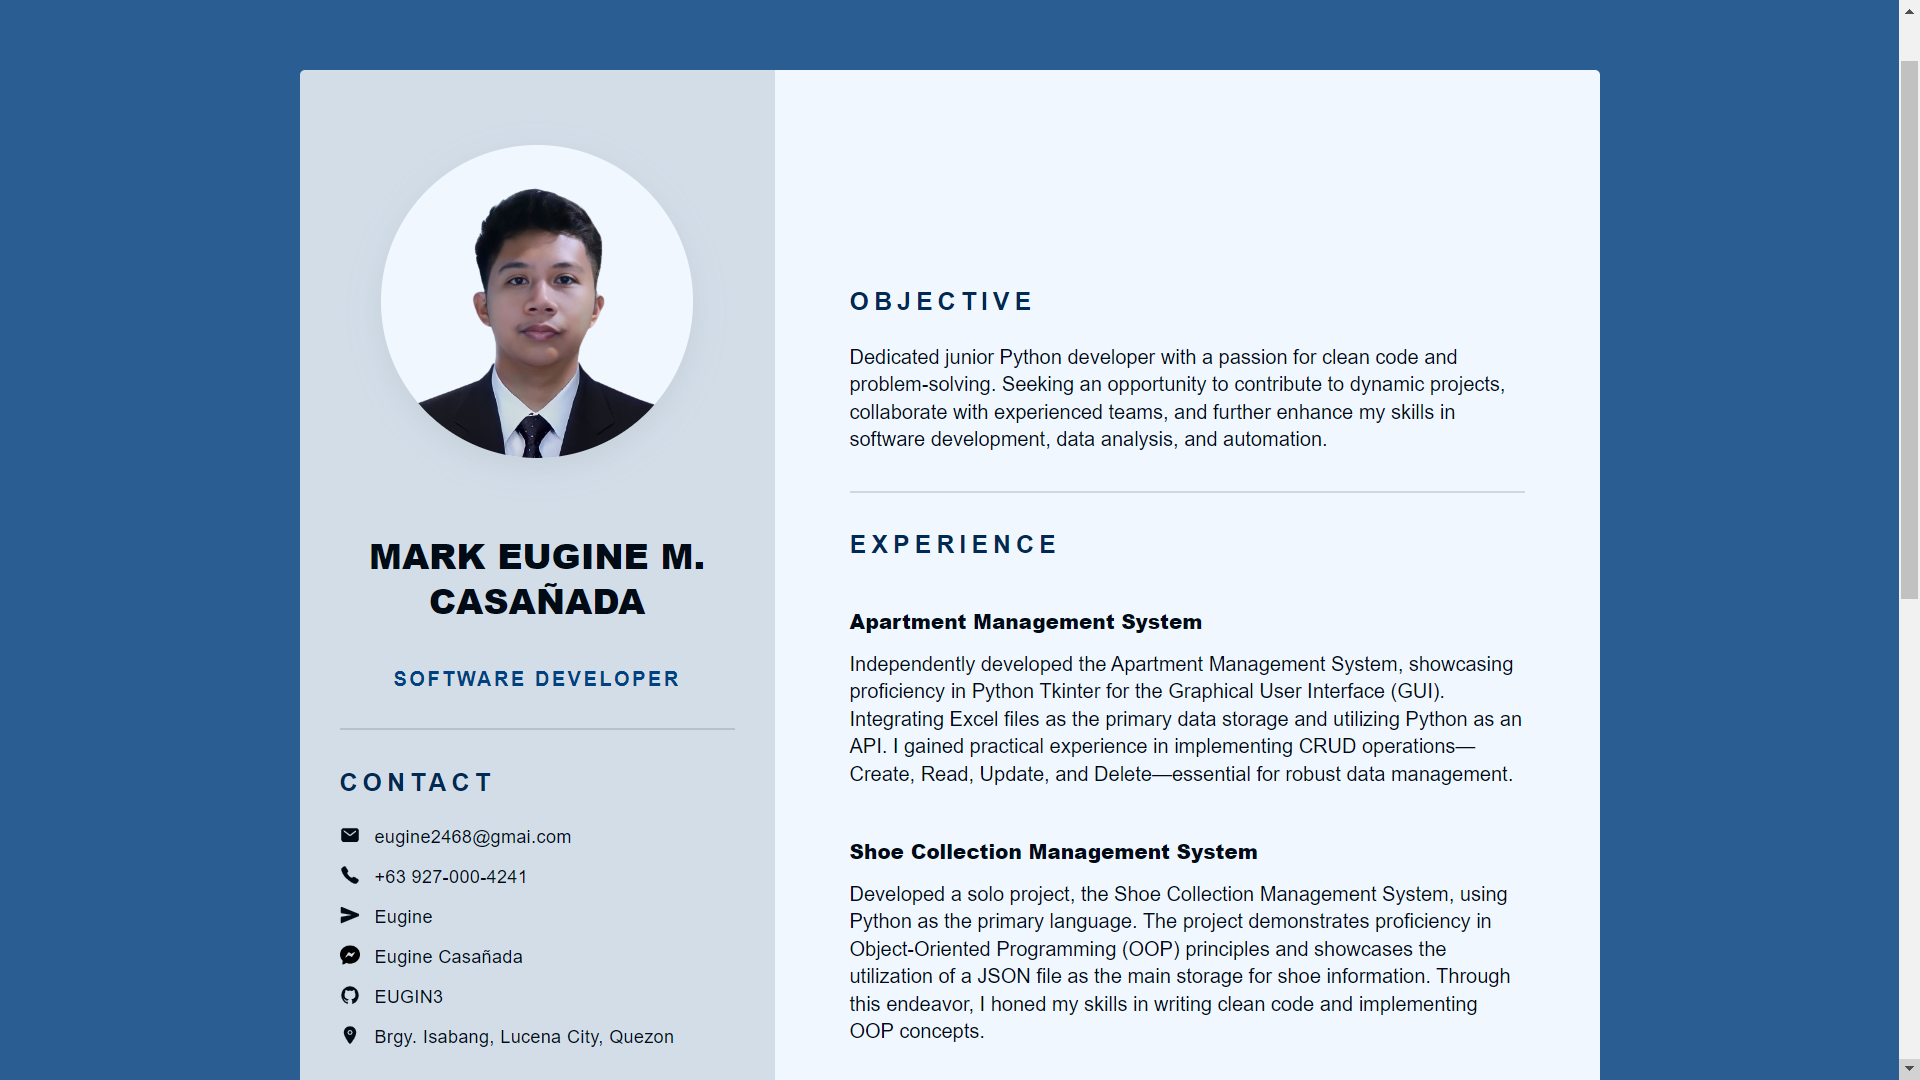 MARK EUGINE M.
CASAÑADA
SOFTWARE DEVELOPER
CONTACT
eugine2468@gmai.com
+63 927-000-4241
Eugine
Eugine Casañada
EUGIN3
Brgy. Isabang, Lucena City, Quezon
OBJECTIVE
Dedicated junior Python developer with a passion for clean code and
problem-solving. Seeking an opportunity to contribute to dynamic projects,
collaborate with experienced teams, and further enhance my skills in
software development, data analysis, and automation.
EXPERIENCE
Apartment Management System
Independently developed the Apartment Management System, showcasing
proficiency in Python Tkinter for the Graphical User Interface (GUI).
Integrating Excel files as the primary data storage and utilizing Python as an
API. I gained practical experience in implementing CRUD operations—
Create, Read, Update, and Delete—essential for robust data management.
Shoe Collection Management System
Developed a solo project, the Shoe Collection Management System, using
Python as the primary language. The project demonstrates proficiency in
Object-Oriented Programming (OOP) principles and showcases the
utilization of a JSON file as the main storage for shoe information. Through
this endeavor, I honed my skills in writing clean code and implementing
OOP concepts.